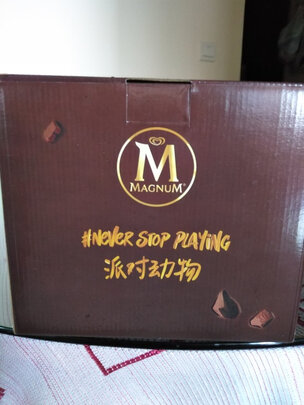 M
MAGNUM
#NEVER STOP PLAYING
派对动物